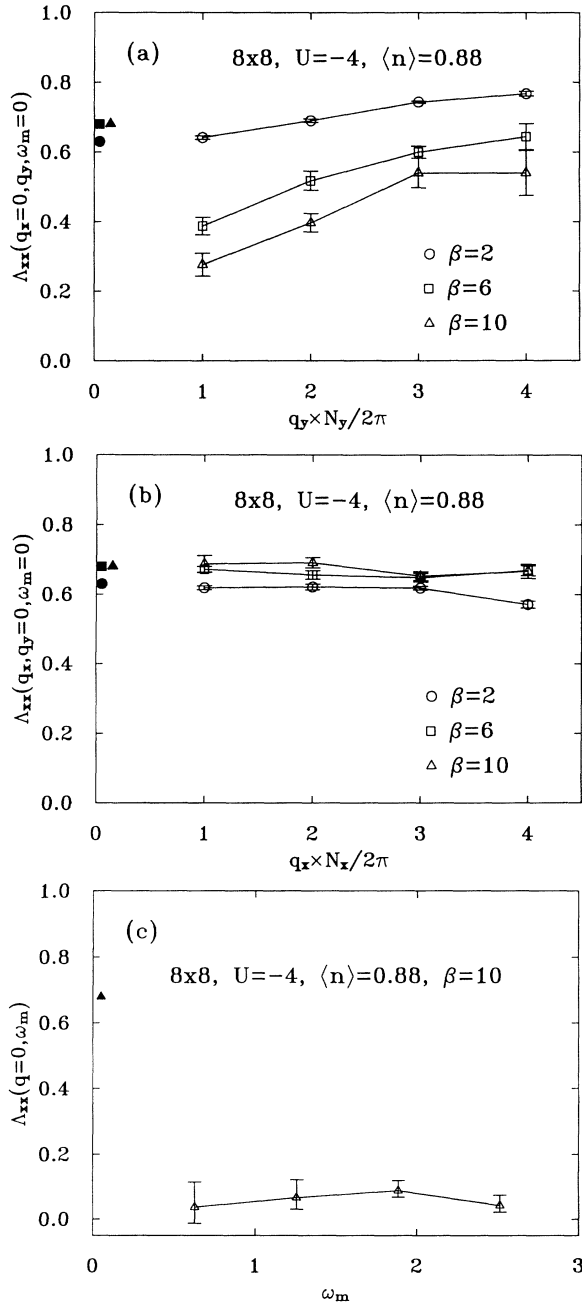 (a)
8x8, U=−4, ⟨n⟩=0.88
Λxx(qx=0,qy,ωm=0)
1.0
0.8
0.6
0.4
0.2
0.0
β=2
β=6
β=10
0 1 2 3 4
qy×Ny/2π
(b)
8x8, U=−4, ⟨n⟩=0.88
Λxx(qx,qy=0,ωm=0)
1.0
0.8
0.6
0.4
0.2
0.0
β=2
β=6
β=10
0 1 2 3 4
qx×Nx/2π
(c)
8x8, U=−4, ⟨n⟩=0.88, β=10
Λxx(q=0,ωm)
1.0
0.8
0.6
0.4
0.2
0.0
0 1 2 3
ωm